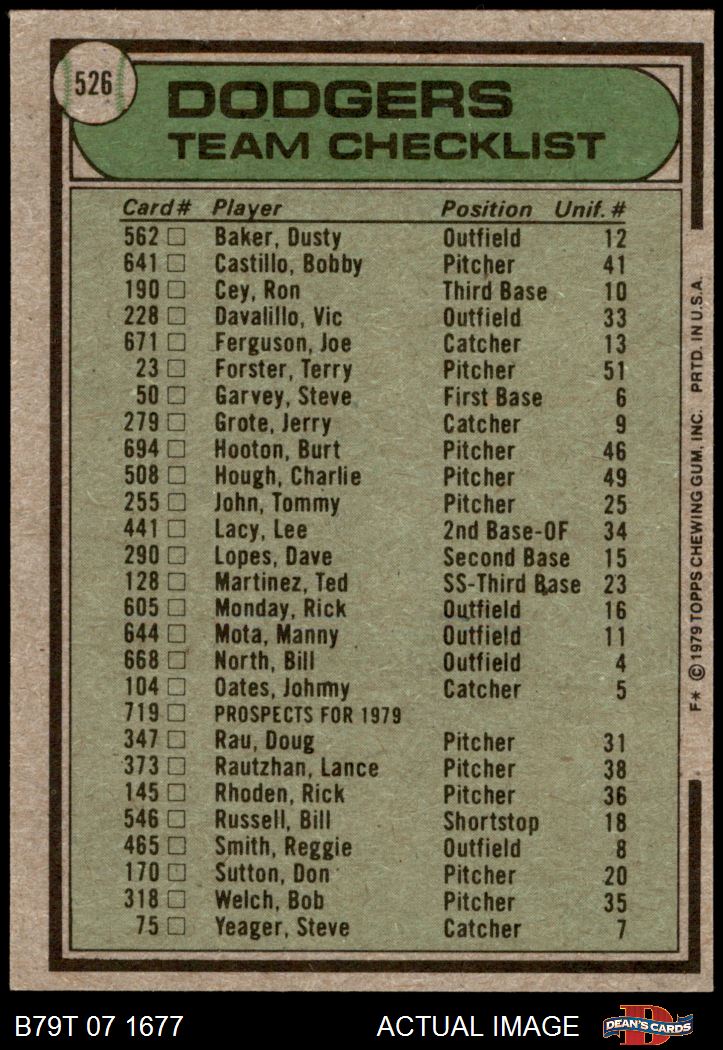 526
DODGERS
TEAM CHECKLIST
Card # Player Position Unif. #
562 Baker, Dusty Outfield 12
641 Castillo, Bobby Pitcher 41
190 Cey, Ron Third Base 10
228 Davalillo, Vic Outfield 33
671 Ferguson, Joe Catcher 13
23 Forster, Terry Pitcher 51
50 Garvey, Steve First Base 6
279 Grote, Jerry Catcher 9
694 Hooton, Burt Pitcher 46
508 Hough, Charlie Pitcher 49
255 John, Tommy Pitcher 25
441 Lacy, Lee 2nd Base-OF 34
290 Lopes, Dave Second Base 15
128 Martinez, Ted SS-Third Base 23
605 Monday, Rick Outfield 16
644 Mota, Manny Outfield 11
668 North, Bill Outfield 4
104 Oates, Johnny Catcher 5
719 PROSPECTS FOR 1979
347 Rau, Doug Pitcher 31
373 Rautzhan, Lance Pitcher 38
145 Rhoden, Rick Pitcher 36
546 Russell, Bill Shortstop 18
465 Smith, Reggie Outfield 8
170 Sutton, Don Pitcher 20
318 Welch, Bob Pitcher 35
75 Yeager, Steve Catcher 7
F* © 1979 TOPPS CHEWING GUM, INC. PRTD. IN U.S.A.
B79T 07 1677 ACTUAL IMAGE
D
DEAN'S CARDS